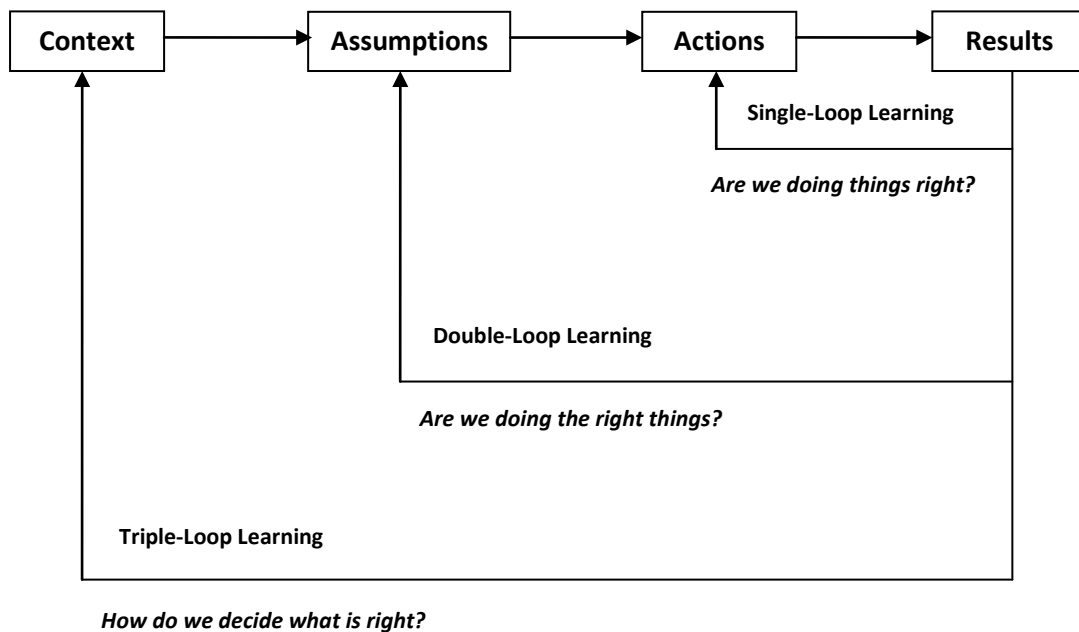 Context
Assumptions
Actions
Results
Single-Loop Learning
Are we doing things right?
Double-Loop Learning
Are we doing the right things?
Triple-Loop Learning
How do we decide what is right?